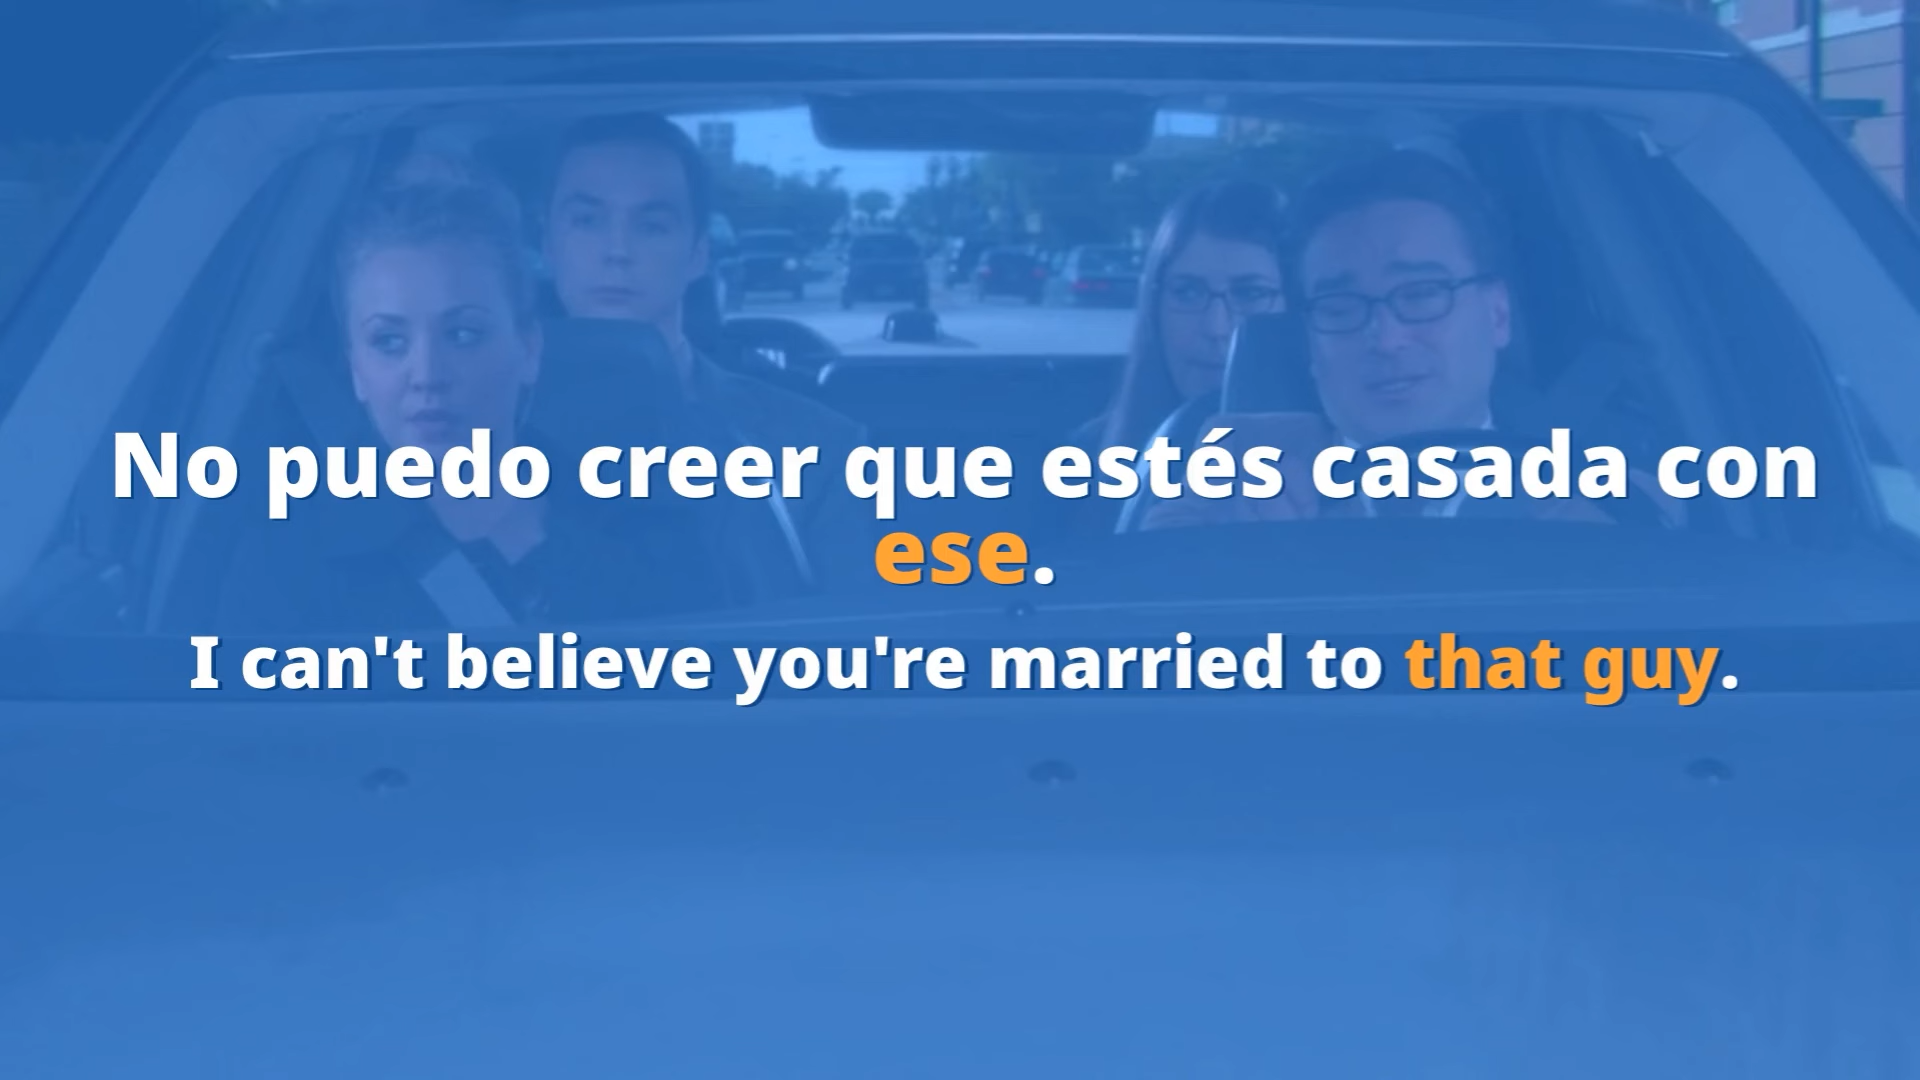 No puedo creer que estés casada con
ese.
I can't believe you're married to that guy.